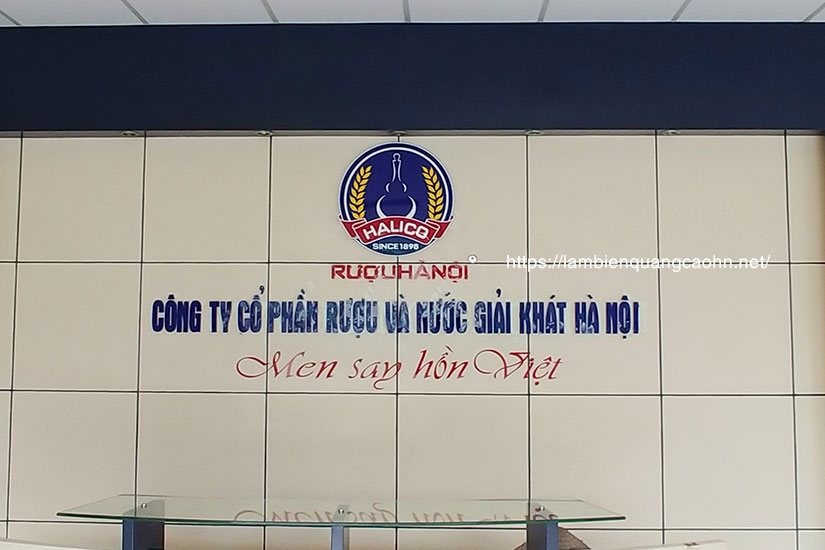 HALICO
SINCE 1898
RƯỢU HÀ NỘI
https://lambienquangcaohn.net/
CÔNG TY CỔ PHẦN RƯỢU VÀ NƯỚC GIẢI KHÁT HÀ NỘI
Men say hồn Việt